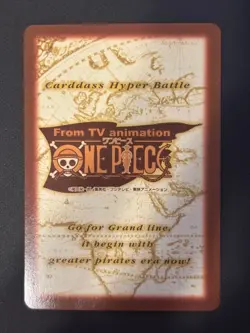 Carddass Hyper Battle
From TV animation
ワンピース
ONE PIECE
Go for Grand line,
it begin with
greater pirates era now!